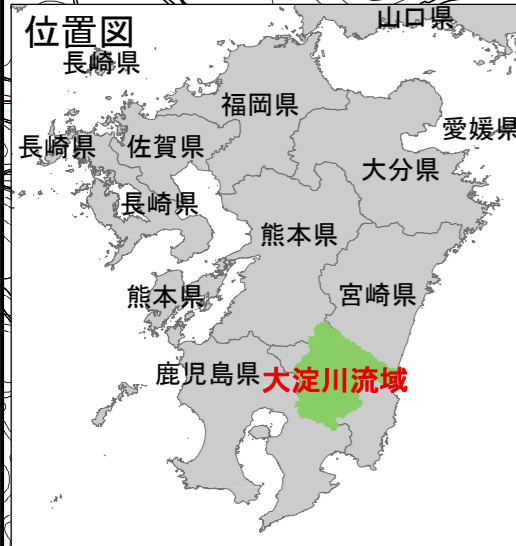 位置図
山口県
長崎県
福岡県
愛媛県
長崎県
佐賀県
大分県
長崎県
熊本県
熊本県
宮崎県
鹿児島県
大淀川流域